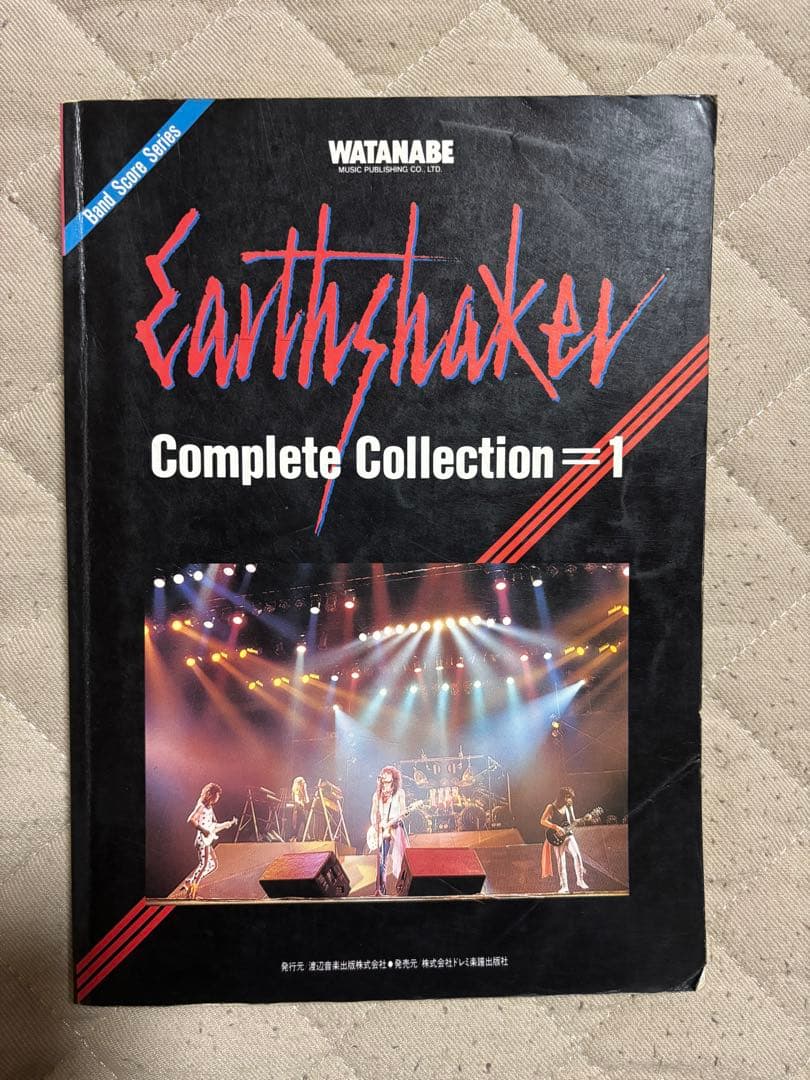 Band Score Series
WATANABE
MUSIC PUBLISHING CO., LTD.
Earthshaker
Complete Collection=1
発行元/渡辺音楽出版株式会社●発売元 株式会社ドレミ楽譜出版社